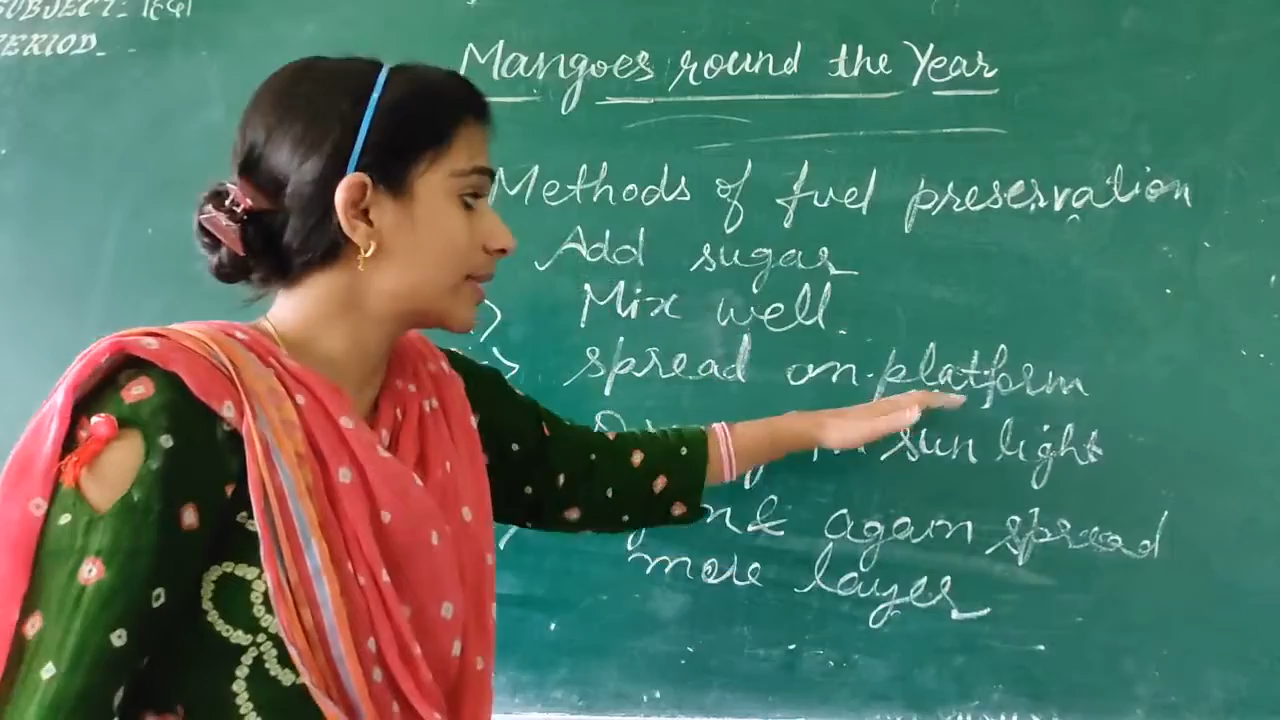 SUBJECT:
PERIOD
Mangoes round the Year
Methods of fuel preservation
Add sugar
Mix well.
spread on platform
sun light
again spread
more layer